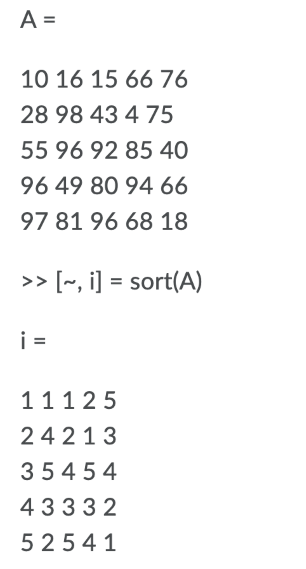 A =
10 16 15 66 76
28 98 43 4 75
55 96 92 85 40
96 49 80 94 66
97 81 96 68 18
>> [~, i] = sort(A)
i =
1 1 1 2 5
2 4 2 1 3
3 5 4 5 4
4 3 3 3 2
5 2 5 4 1